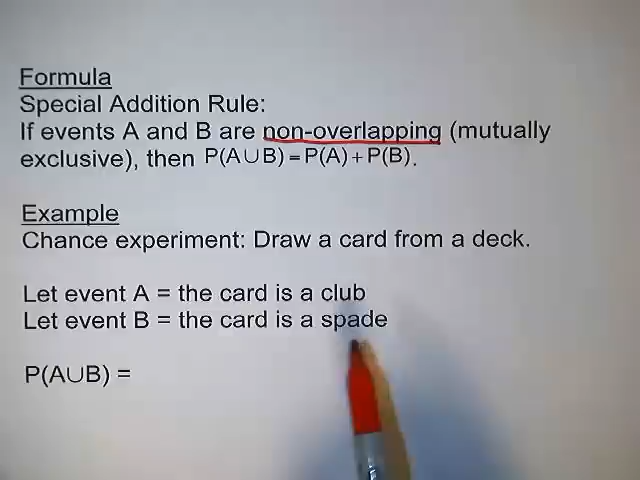 Formula
Special Addition Rule:
If events A and B are non-overlapping (mutually
exclusive), then P(A∪B)=P(A)+P(B).
Example
Chance experiment: Draw a card from a deck.
Let event A = the card is a club
Let event B = the card is a spade
P(A∪B) =